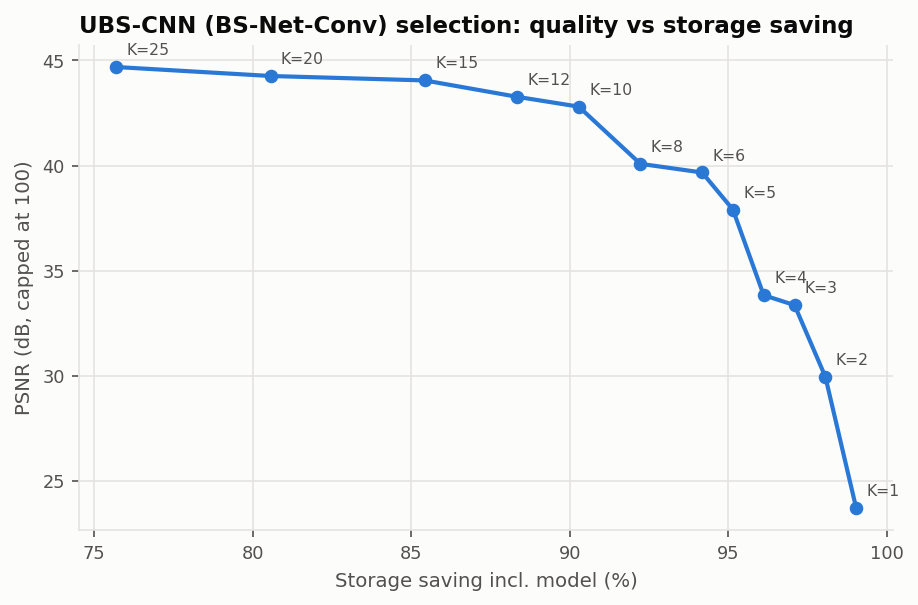 UBS-CNN (BS-Net-Conv) selection: quality vs storage saving
K=25
K=20
K=15
K=12
K=10
K=8
K=6
K=5
K=4
K=3
K=2
K=1
45
40
35
30
25
PSNR (dB, capped at 100)
75
80
85
90
95
100
Storage saving incl. model (%)